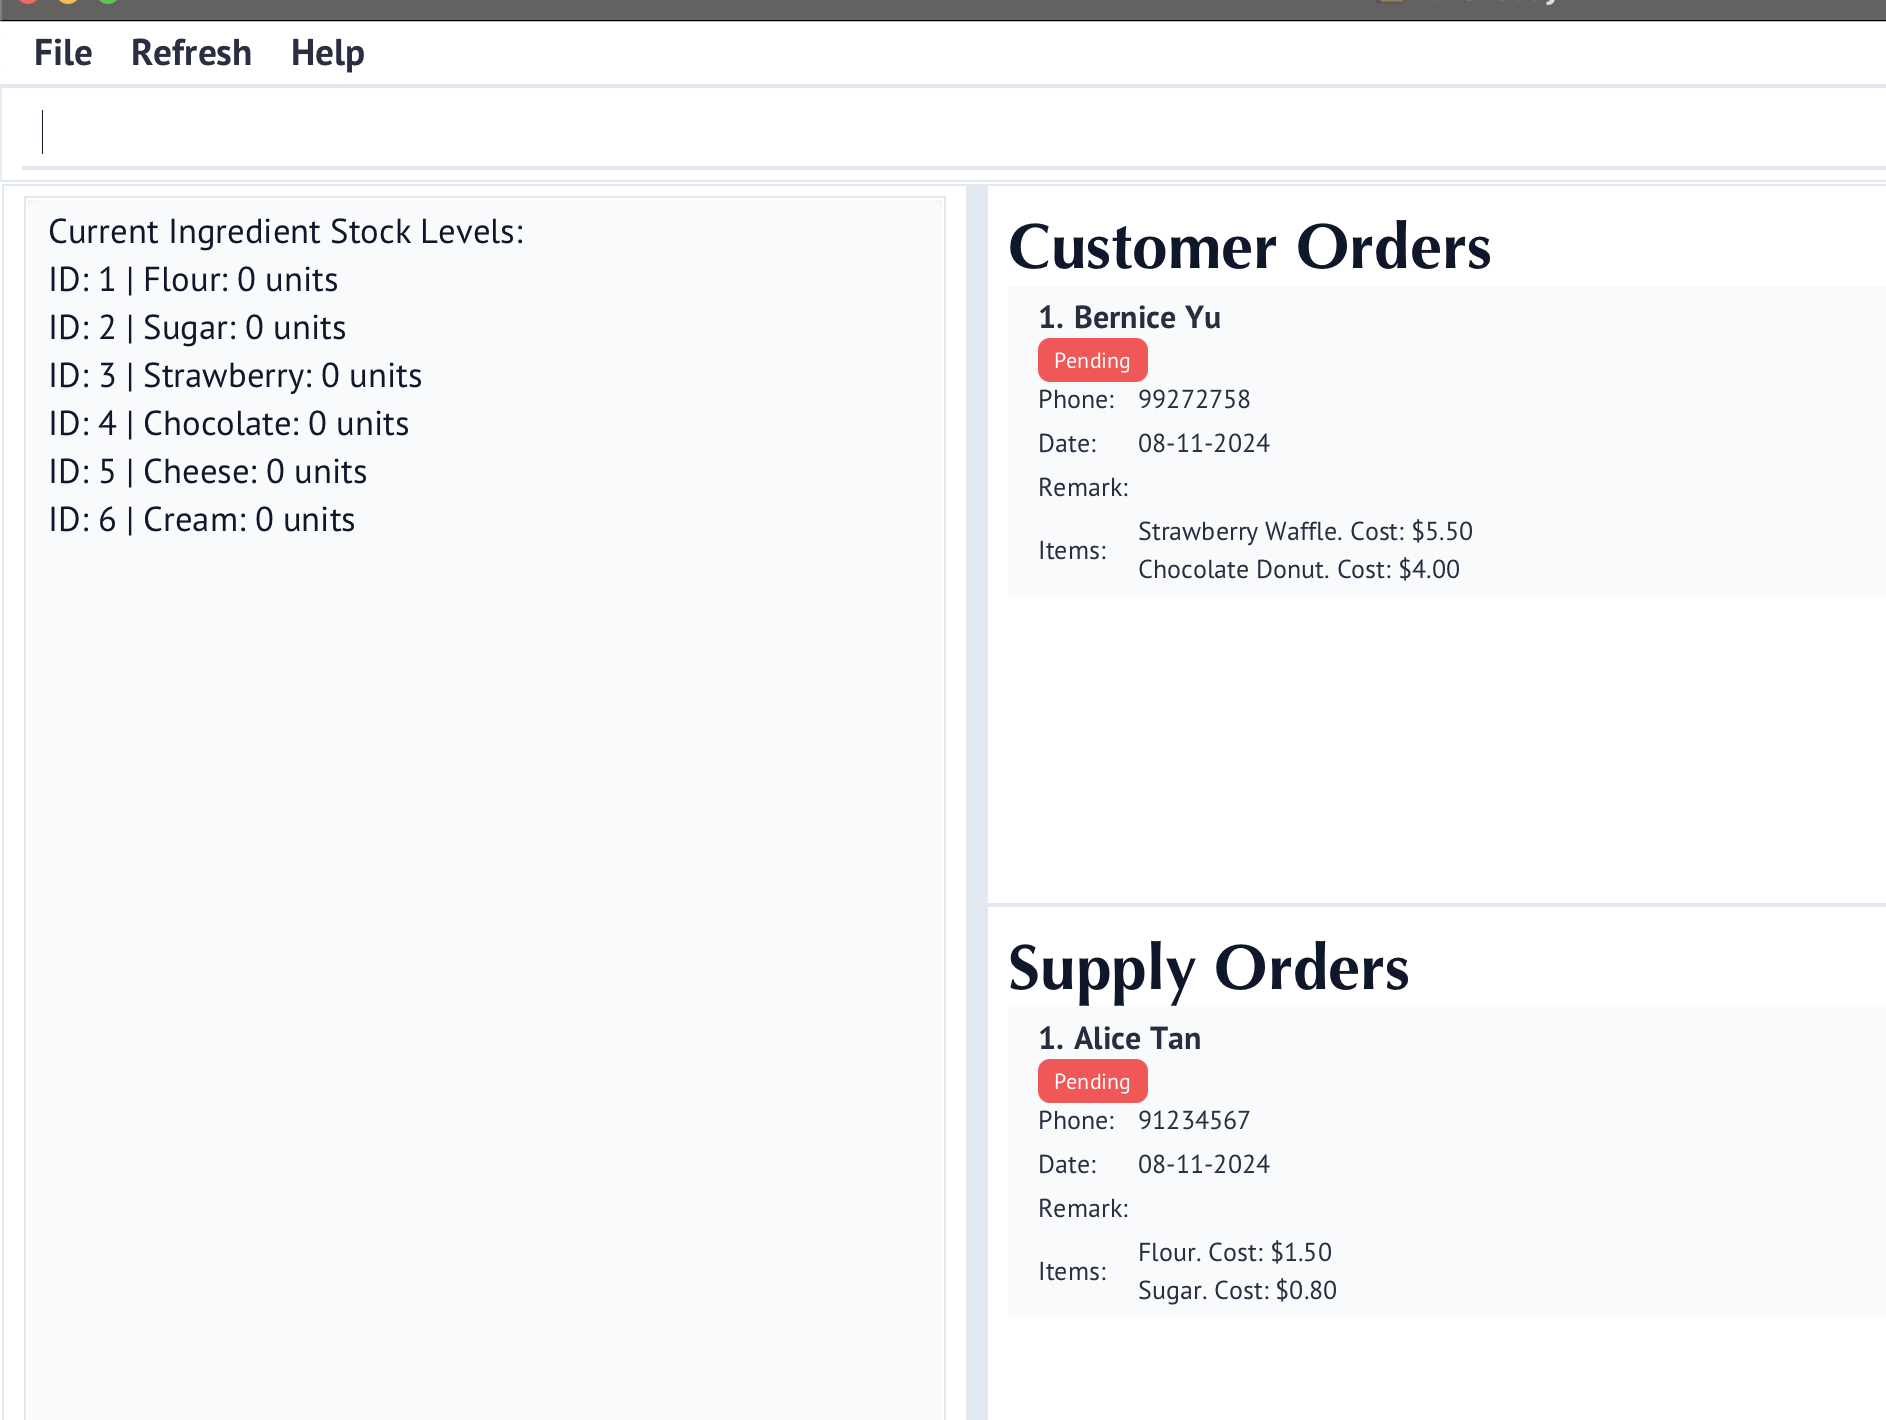 File Refresh Help
Current Ingredient Stock Levels:
ID: 1 | Flour: 0 units
ID: 2 | Sugar: 0 units
ID: 3 | Strawberry: 0 units
ID: 4 | Chocolate: 0 units
ID: 5 | Cheese: 0 units
ID: 6 | Cream: 0 units
Customer Orders
1. Bernice Yu
Pending
Phone: 99272758
Date: 08-11-2024
Remark:
Items:
Strawberry Waffle. Cost: $5.50
Chocolate Donut. Cost: $4.00
Supply Orders
1. Alice Tan
Pending
Phone: 91234567
Date: 08-11-2024
Remark:
Items:
Flour. Cost: $1.50
Sugar. Cost: $0.80